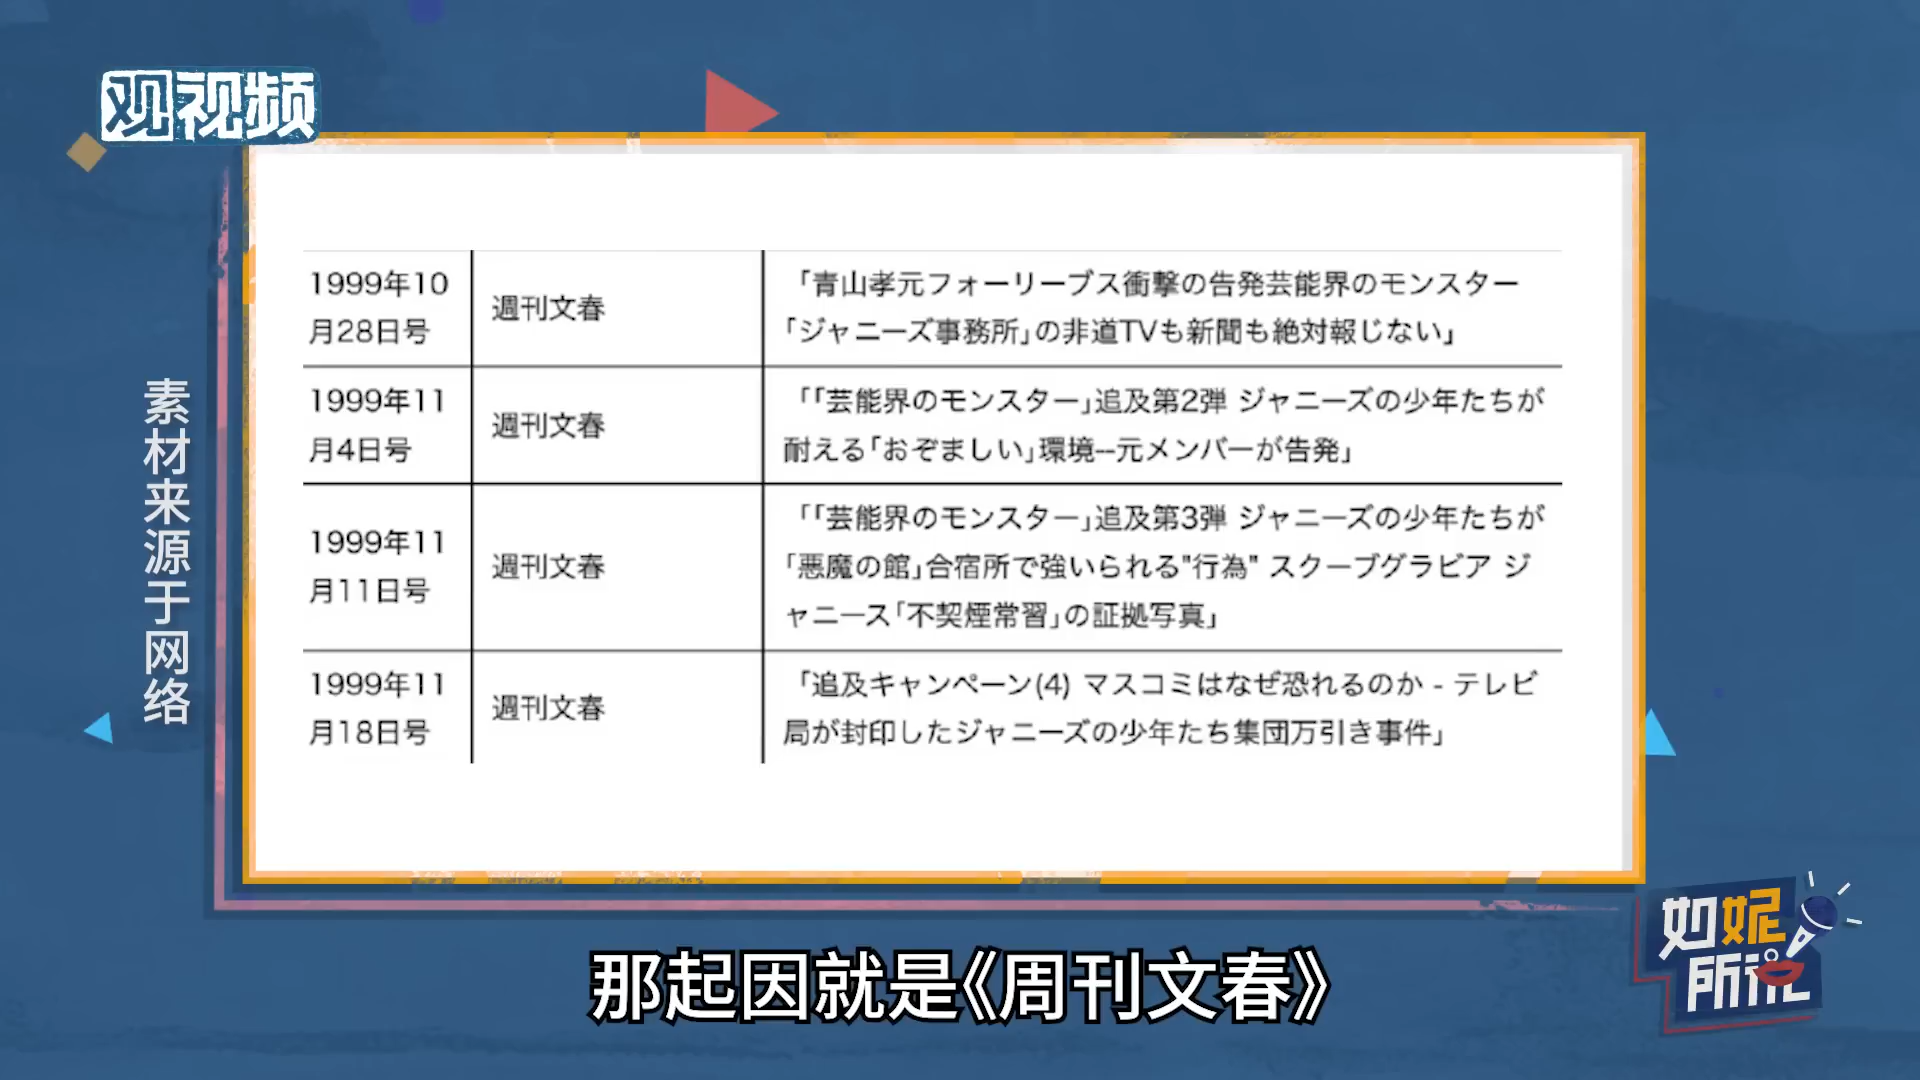 观视频
素材来源于网络
1999年10
月28日号
週刊文春
「青山孝元フォーリーブス衝撃の告発芸能界のモンスター
「ジャニーズ事務所」の非道TVも新聞も絶対報じない」
1999年11
月4日号
週刊文春
「「芸能界のモンスター」追及第2弾 ジャニーズの少年たちが
耐える「おぞましい」環境--元メンバーが告発」
1999年11
月11日号
週刊文春
「「芸能界のモンスター」追及第3弾 ジャニーズの少年たちが
「悪魔の館」合宿所で強いられる"行為" スクープグラビア ジ
ャニース「不契煙常習」の証拠写真」
1999年11
月18日号
週刊文春
「追及キャンペーン(4) マスコミはなぜ恐れるのか - テレビ
局が封印したジャニーズの少年たち集団万引き事件」
如妮
所讹
那起因就是《周刊文春》